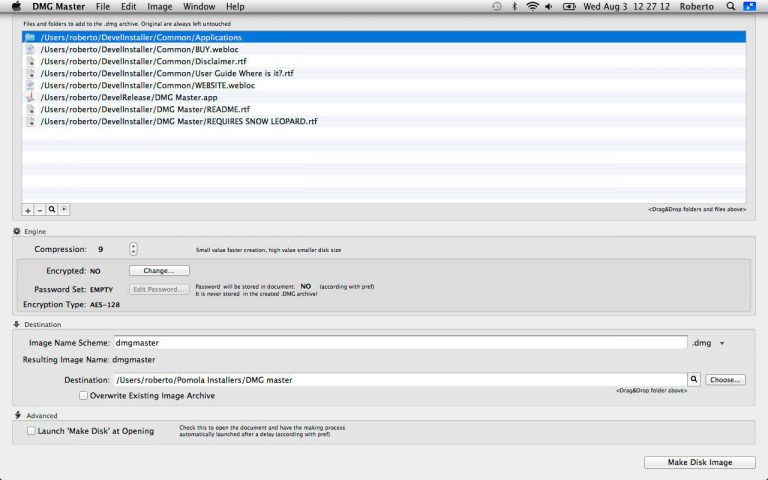 DMG Master File Edit Image Window Help Wed Aug 3 12 27 12 Roberto
Files and folders to add to the .dmg archive. Original are always left untouched
/Users/roberto/DevelInstaller/Common/Applications
/Users/roberto/DevelInstaller/Common/BUY.webloc
/Users/roberto/DevelInstaller/Common/Disclaimer.rtf
/Users/roberto/DevelInstaller/Common/User Guide Where is it?.rtf
/Users/roberto/DevelInstaller/Common/WEBSITE.webloc
/Users/roberto/DevelRelease/DMG Master.app
/Users/roberto/DevelInstaller/DMG Master/README.rtf
/Users/roberto/DevelInstaller/DMG Master/REQUIRES SNOW LEOPARD.rtf
<Drag&Drop folders and files above>
Engine
Compression: 9 Small value faster creation, high value smaller disk size
Encrypted: NO Change...
Password Set: EMPTY Edit Password... Password will be stored in document: NO (according with pref)
It is never stored in the created .DMG archive!
Encryption Type: AES-128
Destination
Image Name Scheme: dmgmaster .dmg
Resulting Image Name: dmgmaster
Destination: /Users/roberto/Pomola Installers/DMG master Choose...
<Drag&Drop folder above>
Overwrite Existing Image Archive
Advanced
Launch 'Make Disk' at Opening Check this to open the document and have the making process
automatically launched after a delay (according with pref)
Make Disk Image